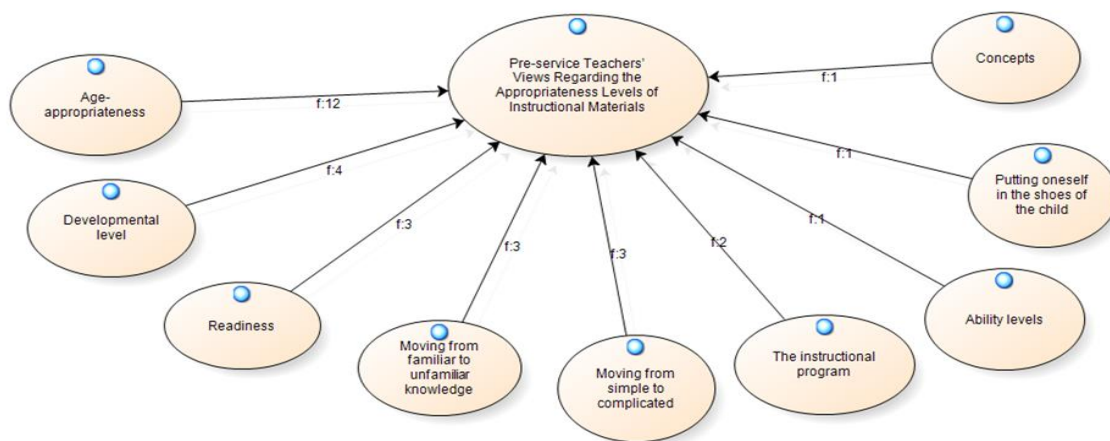 Pre-service Teachers'
Views Regarding the
Appropriateness Levels of
Instructional Materials
Age-
appropriateness
f:12
Developmental
level
f:4
Readiness
f:3
Moving from
familiar to
unfamiliar
knowledge
f:3
Moving from
simple to
complicated
f:3
The instructional
program
f:2
Ability levels
f:1
Putting oneself
in the shoes of
the child
f:1
Concepts
f:1